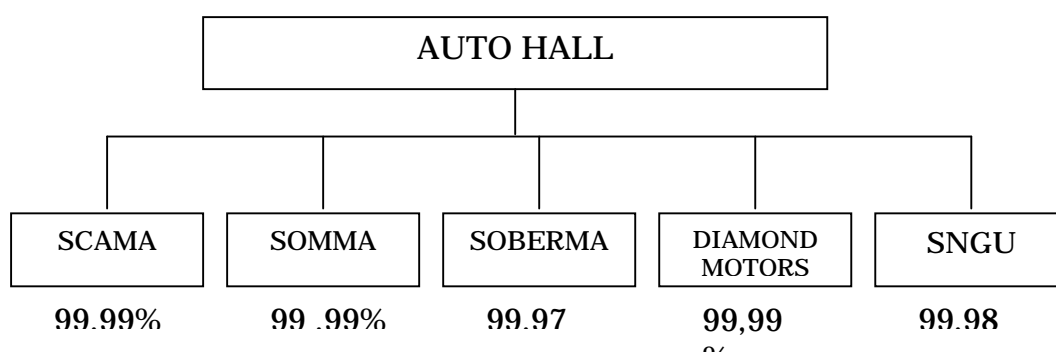 AUTO HALL
SCAMA
SOMMA
SOBERMA
DIAMOND
MOTORS
SNGU
99.99% 99 .99% 99.97 99,99 99.98
%